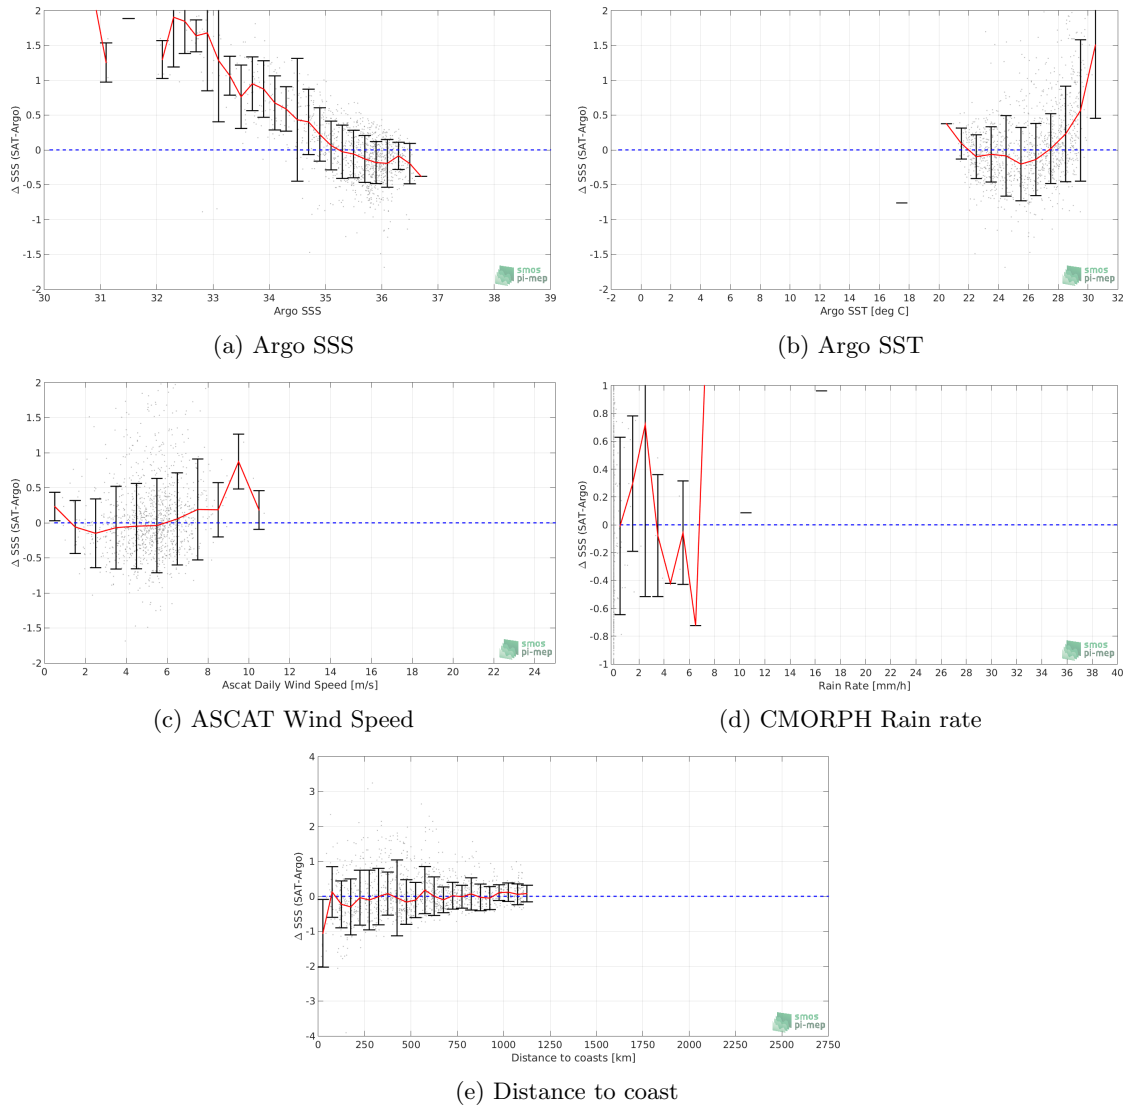 2
1.5
1
0.5
0
-0.5
-1
-1.5
-2
Δ SSS (SAT-Argo)
30 31 32 33 34 35 36 37 38 39
Argo SSS
smos
pi-mep
(a) Argo SSS
2
1.5
1
0.5
0
-0.5
-1
-1.5
-2
Δ SSS (SAT-Argo)
-2 0 2 4 6 8 10 12 14 16 18 20 22 24 26 28 30 32
Argo SST [deg C]
smos
pi-mep
(b) Argo SST
2
1.5
1
0.5
0
-0.5
-1
-1.5
-2
Δ SSS (SAT-Argo)
0 2 4 6 8 10 12 14 16 18 20 22
Ascat Daily Wind Speed [m/s]
smos
pi-mep
(c) ASCAT Wind Speed
1
0.8
0.6
0.4
0.2
0
-0.2
-0.4
-0.6
-0.8
-1
Δ SSS (SAT-Argo)
0 2 4 6 8 10 12 14 16 18 20 22 24 26 28 30 32 34 36 38 40
Rain Rate [mm/h]
smos
pi-mep
(d) CMORPH Rain rate
4
3
2
1
0
-1
-2
-3
-4
Δ SSS (SAT-Argo)
0 250 500 750 1000 1250 1500 1750 2000 2250 2500 2750
Distance to coasts [km]
smos
pi-mep
(e) Distance to coast